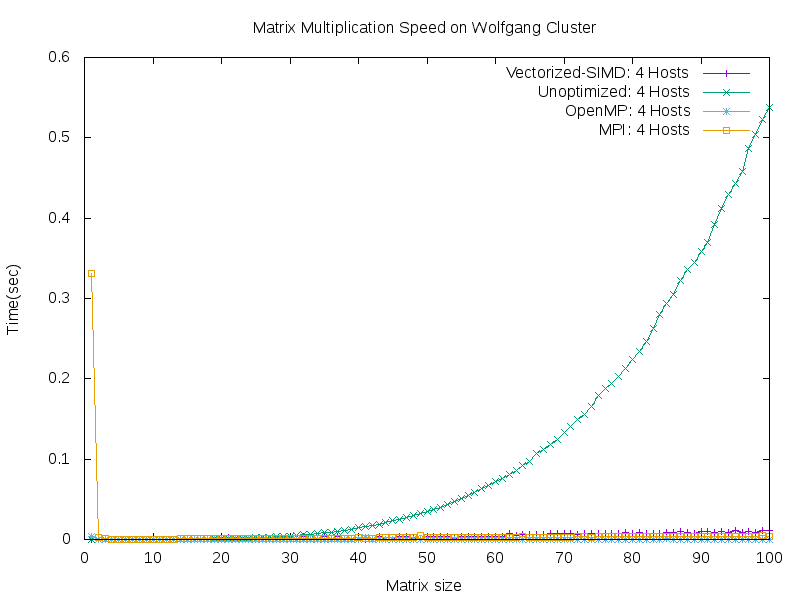 Matrix Multiplication Speed on Wolfgang Cluster
Vectorized-SIMD: 4 Hosts
Unoptimized: 4 Hosts
OpenMP: 4 Hosts
MPI: 4 Hosts
0.6
0.5
0.4
0.3
0.2
0.1
0
Time(sec)
0 10 20 30 40 50 60 70 80 90 100
Matrix size